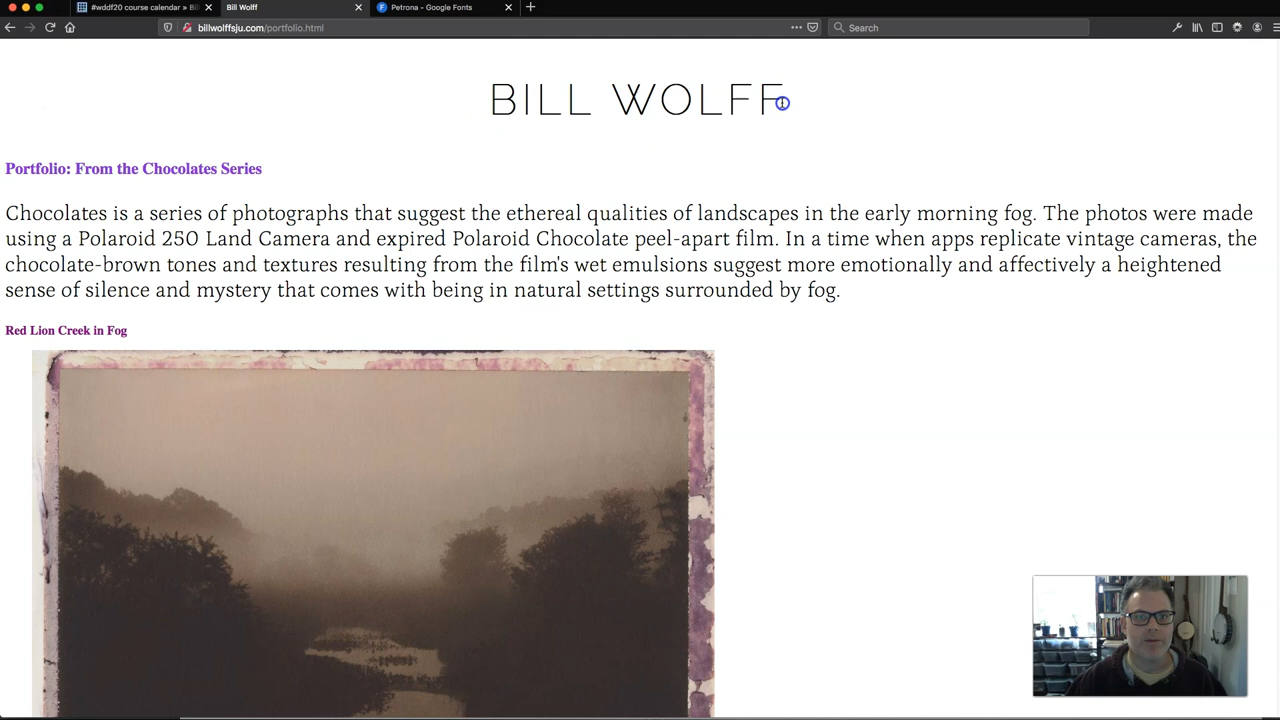 #wddf20 course calendar » Bil
Bill Wolff
Petrona - Google Fonts
billwolffsju.com/portfolio.html
Search
BILL WOLFF
Portfolio: From the Chocolates Series
Chocolates is a series of photographs that suggest the ethereal qualities of landscapes in the early morning fog. The photos were made
using a Polaroid 250 Land Camera and expired Polaroid Chocolate peel-apart film. In a time when apps replicate vintage cameras, the
chocolate-brown tones and textures resulting from the film's wet emulsions suggest more emotionally and affectively a heightened
sense of silence and mystery that comes with being in natural settings surrounded by fog.
Red Lion Creek in Fog